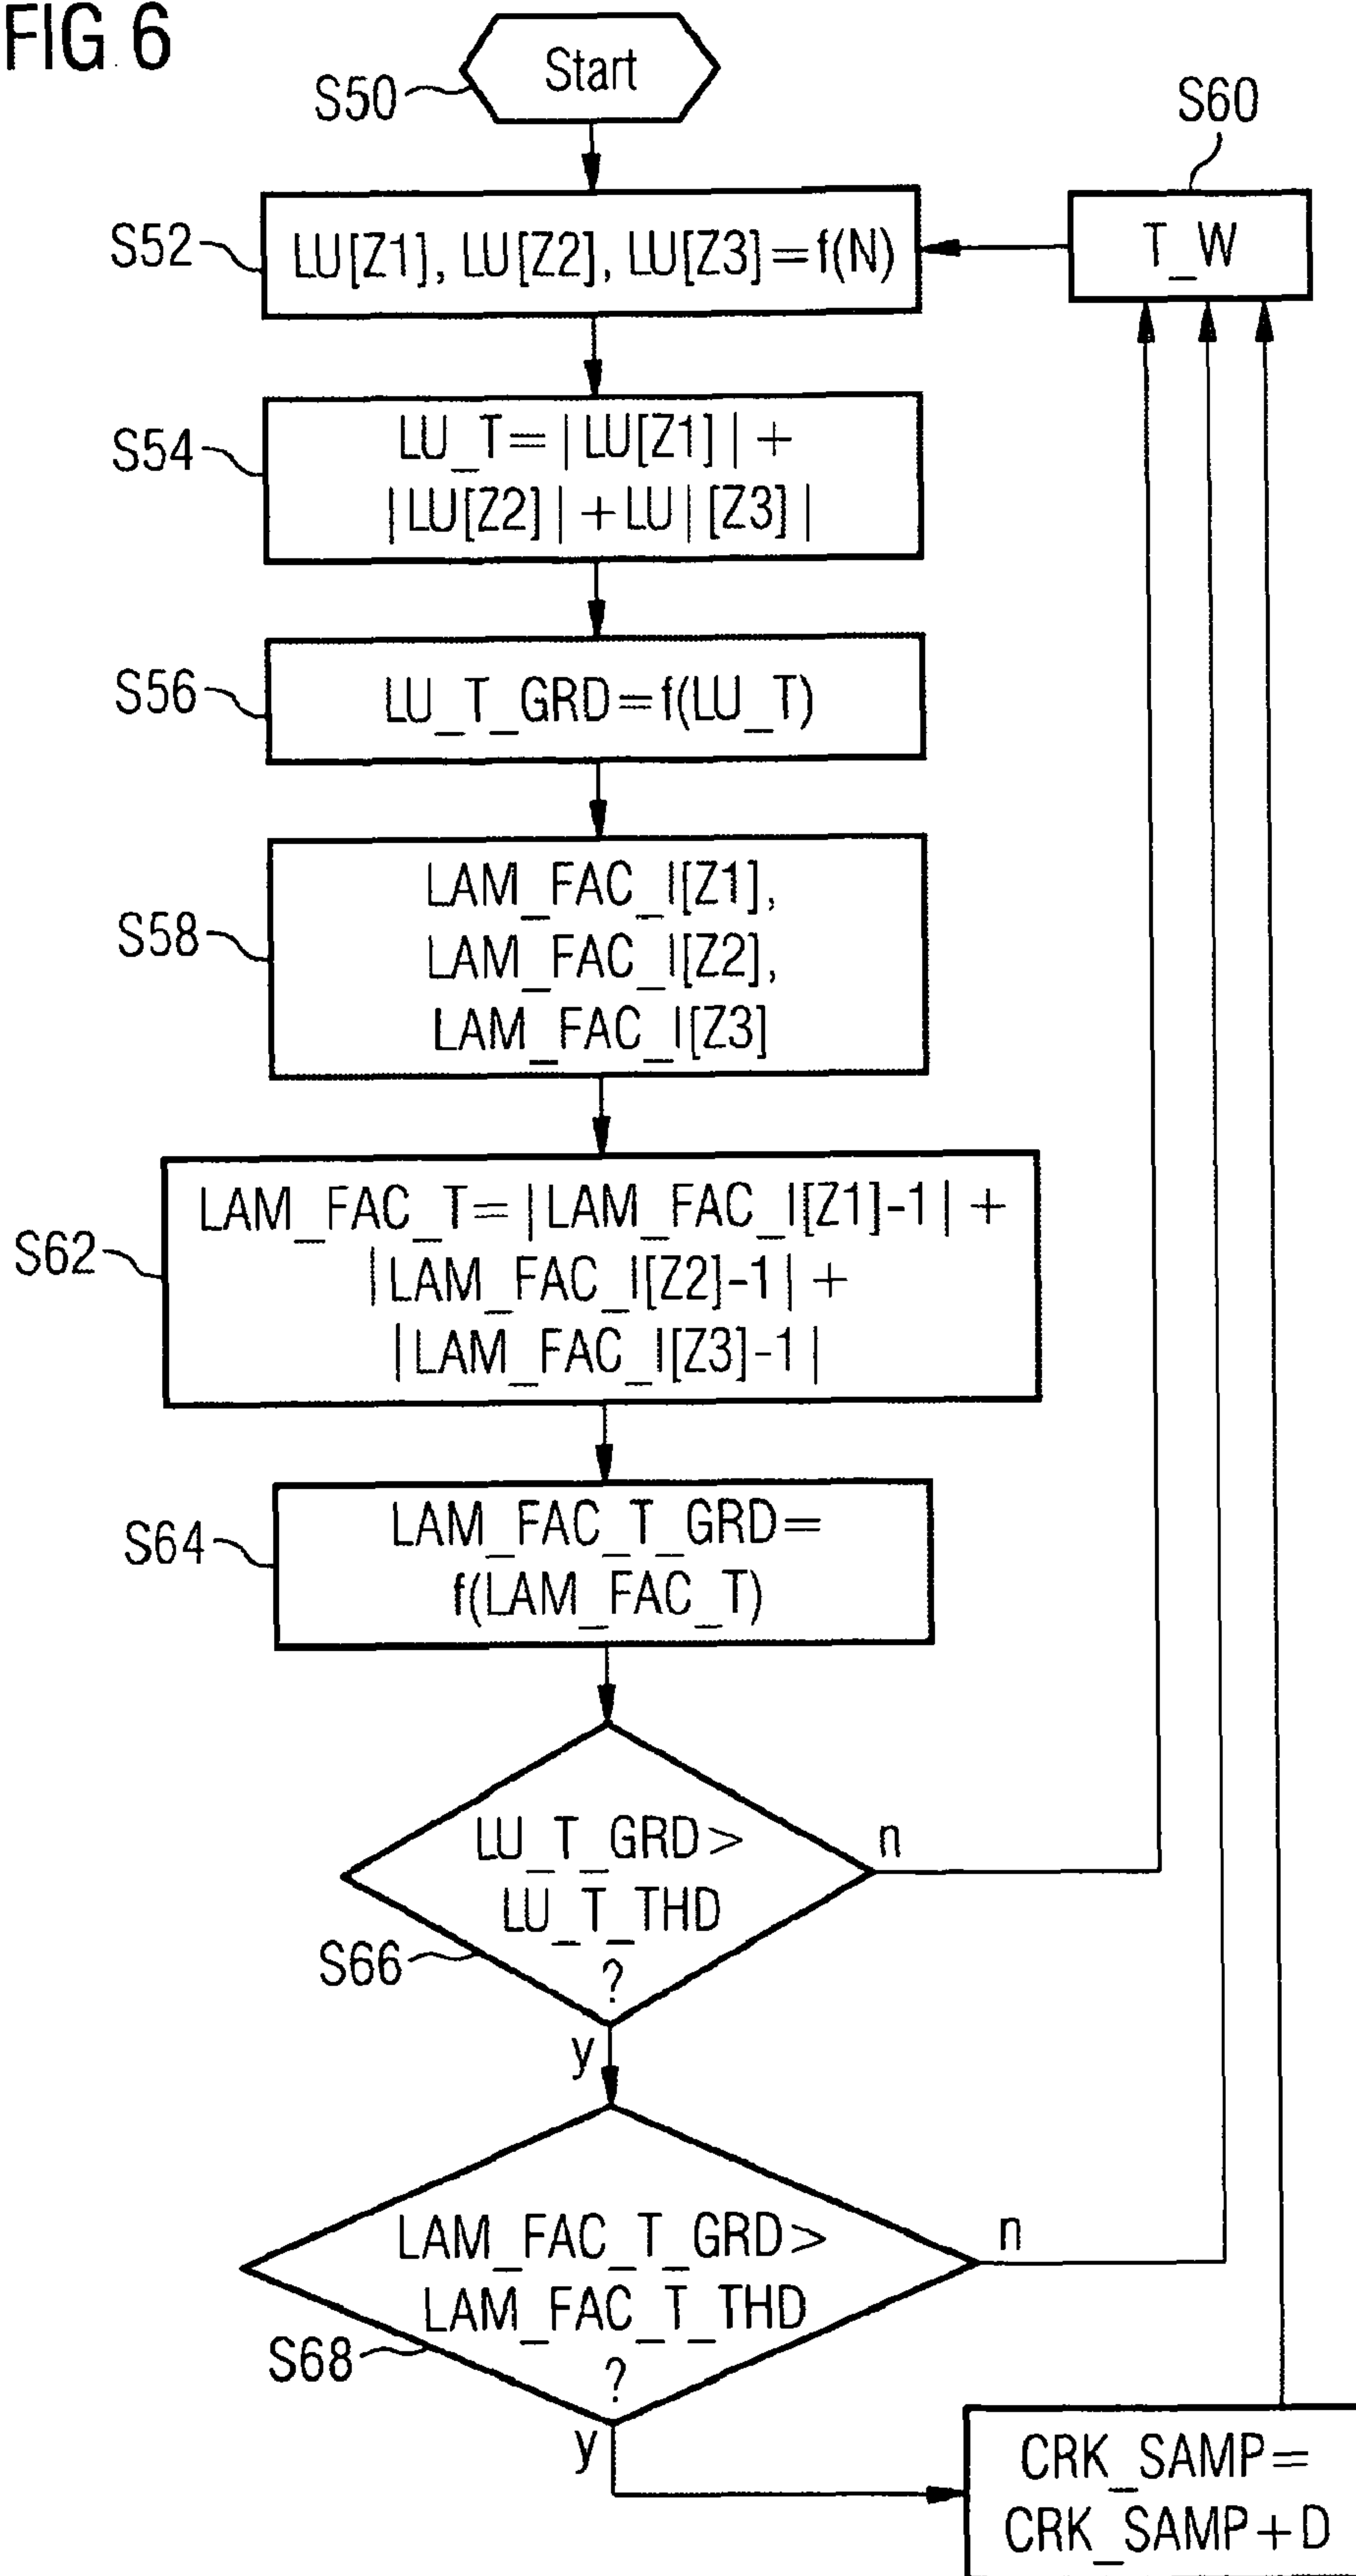 FIG 6
S50
Start
S60
S52
LU[Z1], LU[Z2], LU[Z3]=f(N)
T_W
S54
LU_T=|LU[Z1]|+
|LU[Z2]|+LU|[Z3]|
S56
LU_T_GRD=f(LU_T)
S58
LAM_FAC_I[Z1],
LAM_FAC_I[Z2],
LAM_FAC_I[Z3]
S62
LAM_FAC_T=|LAM_FAC_I[Z1]-1|+
|LAM_FAC_I[Z2]-1|+
|LAM_FAC_I[Z3]-1|
S64
LAM_FAC_T_GRD=
f(LAM_FAC_T)
LU_T_GRD>
LU_T_THD
?
n
S66
y
LAM_FAC_T_GRD>
LAM_FAC_T_THD
?
n
S68
y
CRK_SAMP=
CRK_SAMP+D